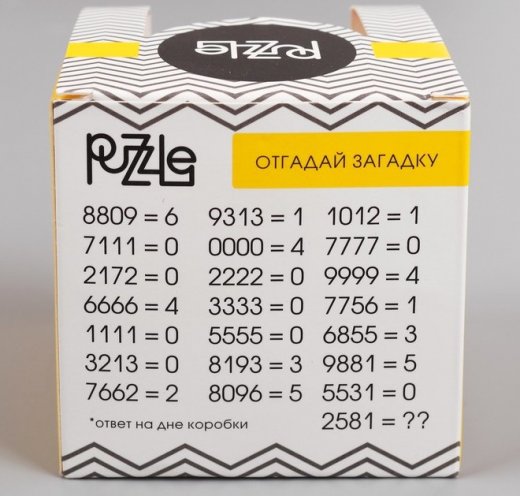 PUZZLE
PUZZLE
ОТГАДАЙ ЗАГАДКУ
8809 = 6 9313 = 1 1012 = 1
7111 = 0 0000 = 4 7777 = 0
2172 = 0 2222 = 0 9999 = 4
6666 = 4 3333 = 0 7756 = 1
1111 = 0 5555 = 0 6855 = 3
3213 = 0 8193 = 3 9881 = 5
7662 = 2 8096 = 5 5531 = 0
*ответ на дне коробки 2581 = ??